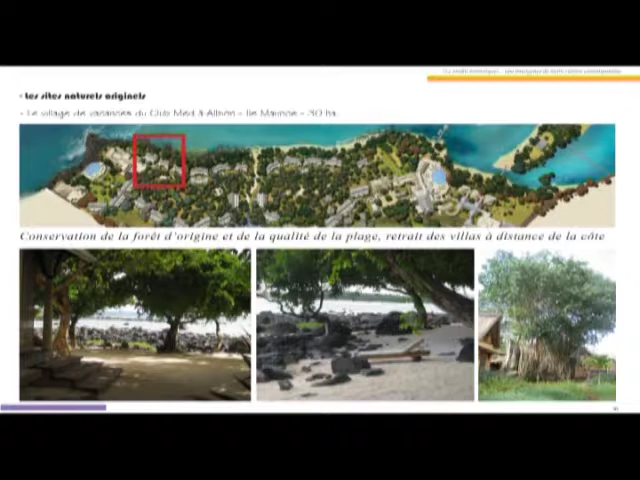 • Les sites naturels originels
- Le village de vacances du Club Med à Albion - Ile Maurice - 30 ha.
Conservation de la forêt d'origine et de la qualité de la plage, retrait des villas à distance de la côte